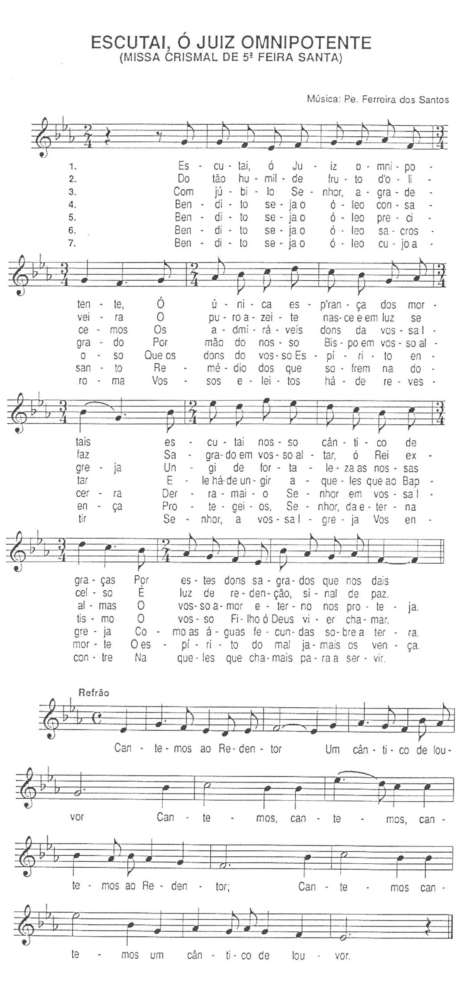 ESCUTAI, Ó JUIZ OMNIPOTENTE
(MISSA CRISMAL DE 5ª FEIRA SANTA)
Música: P.e. Ferreira dos Santos
1. Es - cu - tai, ó Ju - iz o - mni - po -
2. Do tão hu - mil - de fru - to d'o - li -
3. Com jú - bi - lo Se - nhor, a - gra - de -
4. Ben - di - to se - ja o ó - leo con - sa -
5. Ben - di - to se - ja o ó - leo pre - ci -
6. Ben - di - to se - ja o ó - leo sa - cros -
7. Ben - di - to se - ja o ó - leo cu - jo a -
ten - te, Ó ú - ni - ca es - p'ran - ça dos mor -
vei - ra O pu - ro a - zei - te nas - ce e em luz se
ce - mos Os a - dmi - rá - veis dons da vos - sa I -
gra - do Por mão do nos - so Bis - po em vos - so al -
o - so Que os dons do vos - so Es - pí - ri - to en -
san - to Re - mé - dio dos que so - frem na do -
ro - ma Vos - sos e - lei - tos há - de re - ves -
tais es - cu - tai nos - so cân - ti - co de
faz Sa - gra - do em vos - so al - tar, ó Rei ex -
gre - ja Un - gi de for - ta - le - za as nos - sas
tar E - le há-de un - gir a - que - les que ao Bap -
cer - ra Der - ra - mai - o Se - nhor em vos - sa I -
en - ça Pro - te - gei - os, Se - nhor, da e - ter - na
tir Se - nhor, a vos - sa I - gre - ja Vos en -
gra - ças Por es - tes dons sa - gra - dos que nos dais
cel - so É luz de re - den - ção, si - nal de paz.
al - mas O vos - so a - mor e - ter - no nos pro - te - ja.
tis - mo O vos - so Fi - lho ó Deus vi - er cha - mar.
gre - ja Co - mo as á - guas fe - cun - das so - bre a ter - ra.
mor - te O es - pí - ri - to do mal ja - mais os ven - ça.
con - tre Na que - les que cha - mais pa - ra a ser - vir.
Refrão
Can - te - mos ao Re - den - tor Um cân - ti - co de lou -
vor Can - te - mos, can - te - mos, can -
te - mos ao Re - den - tor; Can - te - mos can -
te - mos um cân - ti - co de lou - vor.